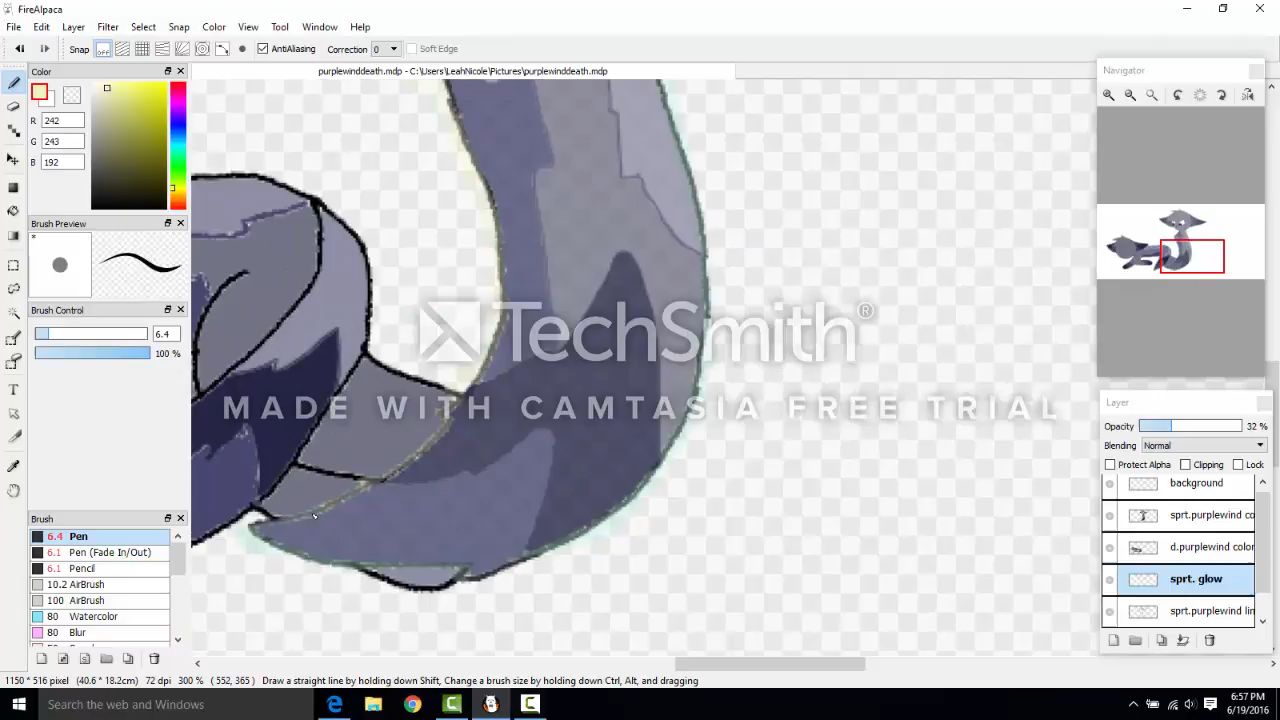 FireAlpaca
File Edit Layer Filter Select Snap Color View Tool Window Help
Snap OFF AntiAliasing Correction 0 Soft Edge
Color
purplewinddeath.mdp - C:\Users\LeahNicole\Pictures\purplewinddeath.mdp
Navigator
R 242
G 243
B 192
Brush Preview
Brush Control
6.4
100 %
TechSmith®
MADE WITH CAMTASIA FREE TRIAL
Layer
Opacity 32 %
Blending Normal
Protect Alpha Clipping Lock
background
sprt.purplewind co
d.purplewind color
sprt. glow
sprt.purplewind lin
Brush
6.4 Pen
6.1 Pen (Fade In/Out)
6.1 Pencil
10.2 AirBrush
100 AirBrush
80 Watercolor
80 Blur
1150 * 516 pixel (40.6 * 18.2cm) 72 dpi 300 % ( 552, 365 ) Draw a straight line by holding down Shift, Change a brush size by holding down Ctrl, Alt, and dragging
Search the web and Windows
6:57 PM
6/19/2016